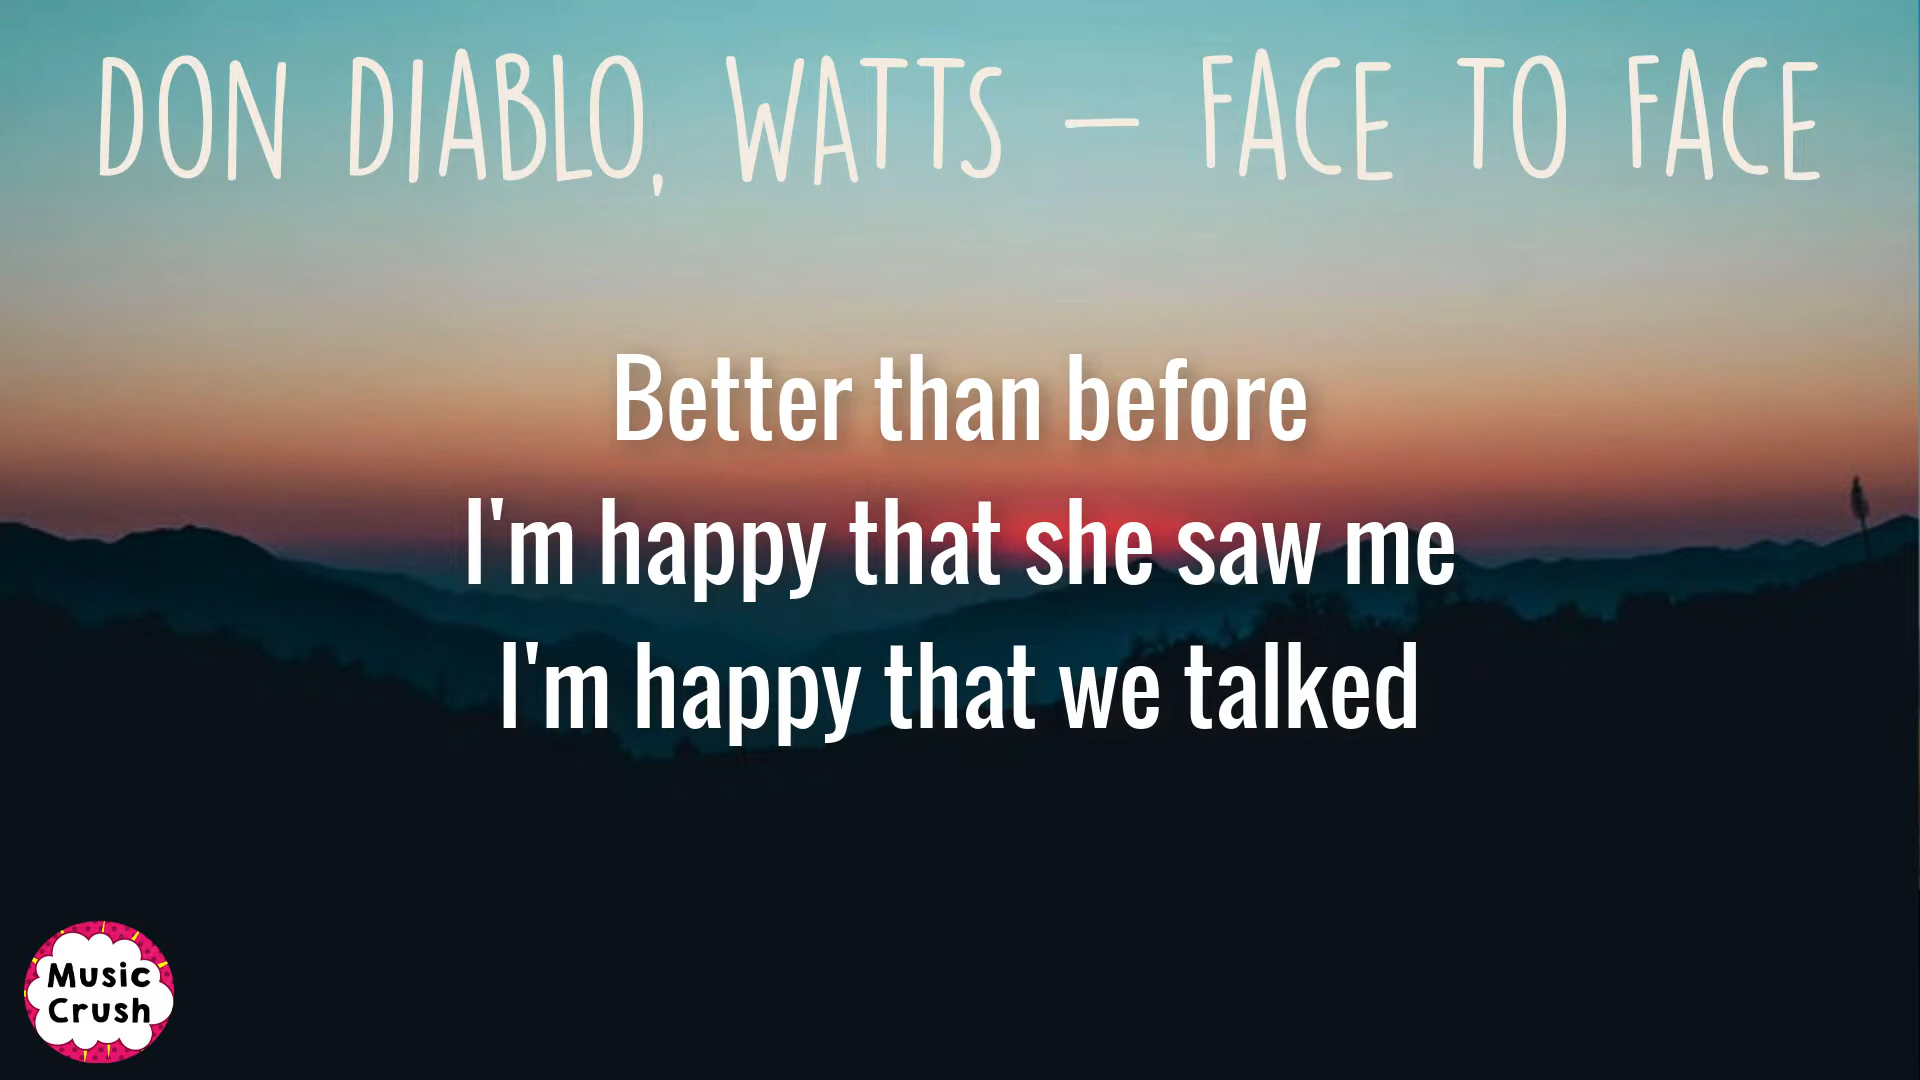 DON DIABLO, WATTS – FACE TO FACE
Better than before
I'm happy that she saw me
I'm happy that we talked
Music
Crush